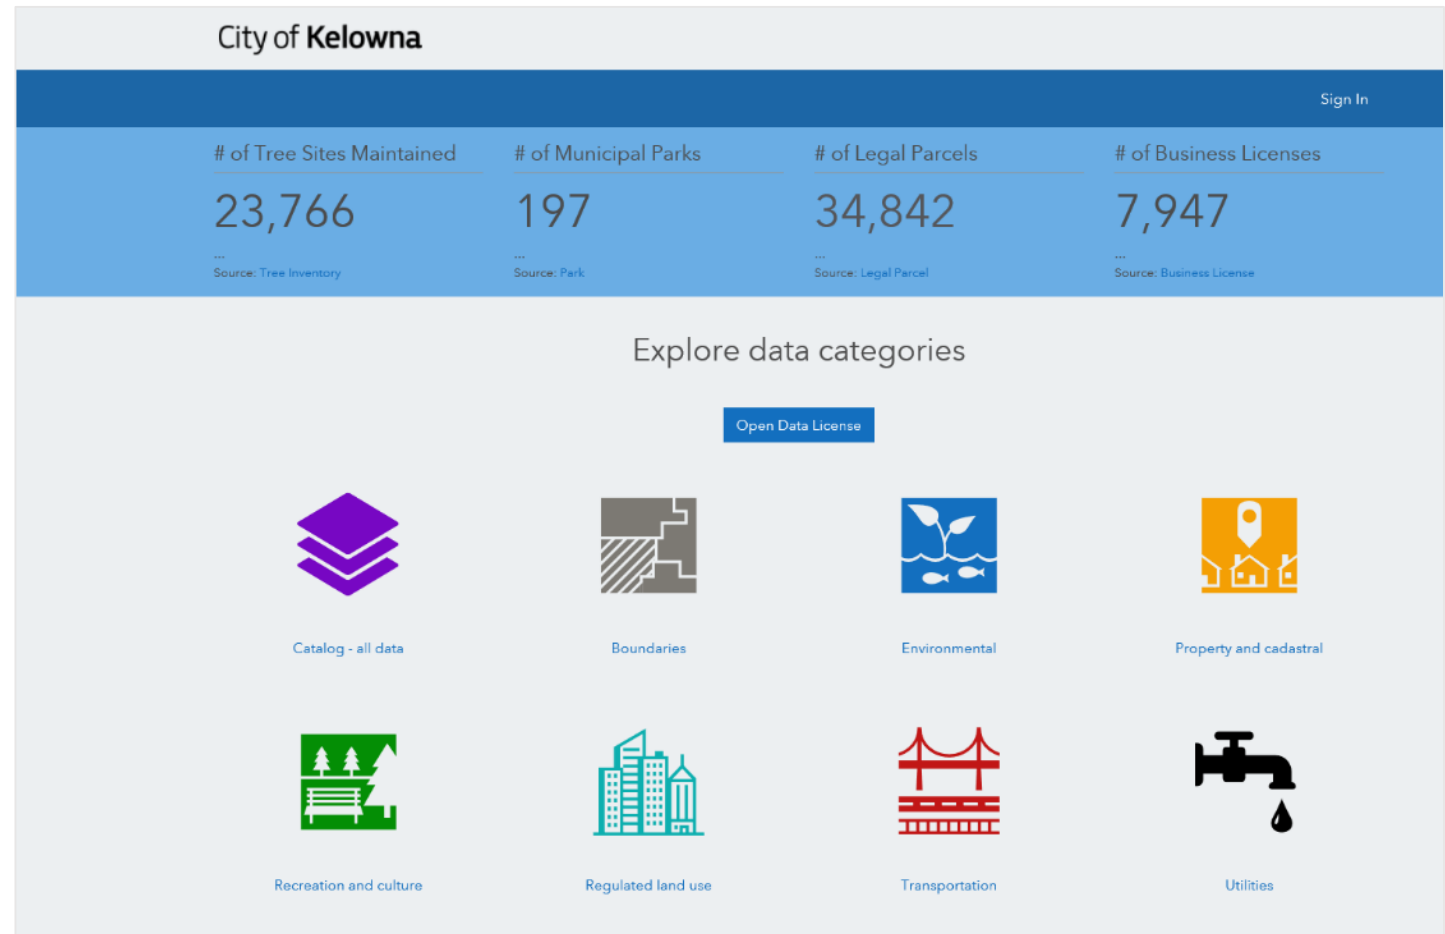 City of Kelowna
Sign In
# of Tree Sites Maintained
23,766
...
Source: Tree Inventory
# of Municipal Parks
197
...
Source: Park
# of Legal Parcels
34,842
...
Source: Legal Parcel
# of Business Licenses
7,947
...
Source: Business License
Explore data categories
Open Data License
Catalog - all data
Boundaries
Environmental
Property and cadastral
Recreation and culture
Regulated land use
Transportation
Utilities